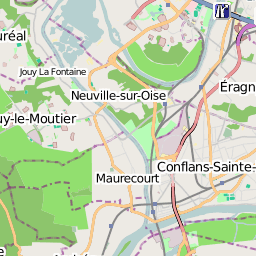 uréal
Jouy La Fontaine
Neuville-sur-Oise
Éragn
uy-le-Moutier
Conflans-Sainte-
Maurecourt